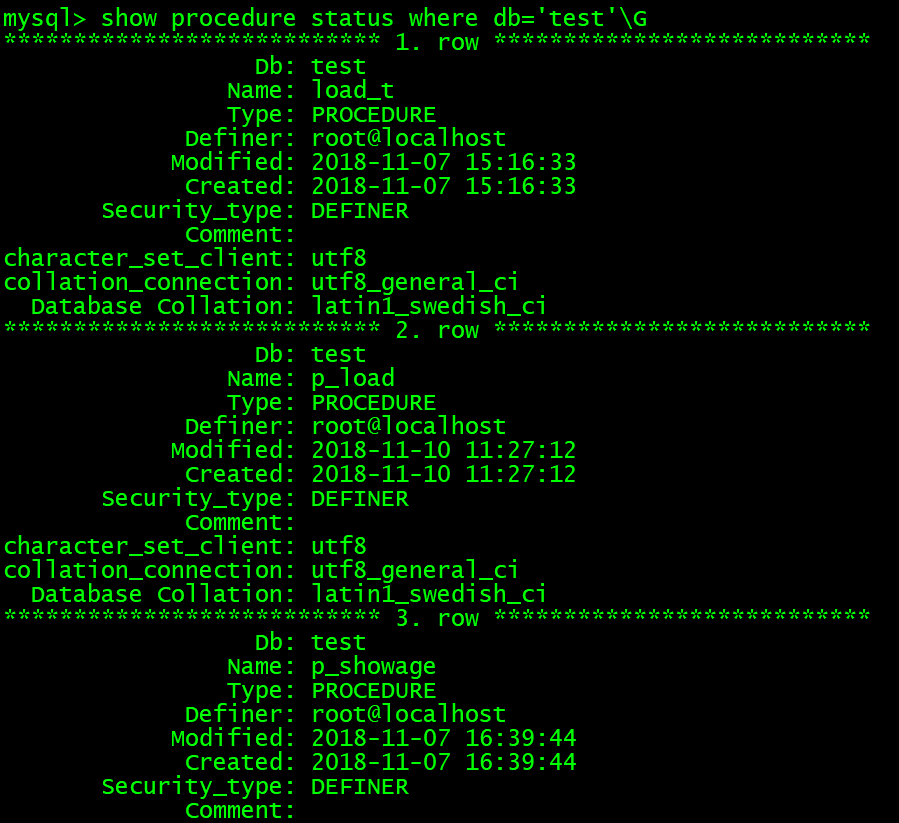 mysql> show procedure status where db='test'\G
*************************** 1. row ***************************
Db: test
Name: load_t
Type: PROCEDURE
Definer: root@localhost
Modified: 2018-11-07 15:16:33
Created: 2018-11-07 15:16:33
Security_type: DEFINER
Comment:
character_set_client: utf8
collation_connection: utf8_general_ci
Database Collation: latin1_swedish_ci
*************************** 2. row ***************************
Db: test
Name: p_load
Type: PROCEDURE
Definer: root@localhost
Modified: 2018-11-10 11:27:12
Created: 2018-11-10 11:27:12
Security_type: DEFINER
Comment:
character_set_client: utf8
collation_connection: utf8_general_ci
Database Collation: latin1_swedish_ci
*************************** 3. row ***************************
Db: test
Name: p_showage
Type: PROCEDURE
Definer: root@localhost
Modified: 2018-11-07 16:39:44
Created: 2018-11-07 16:39:44
Security_type: DEFINER
Comment: